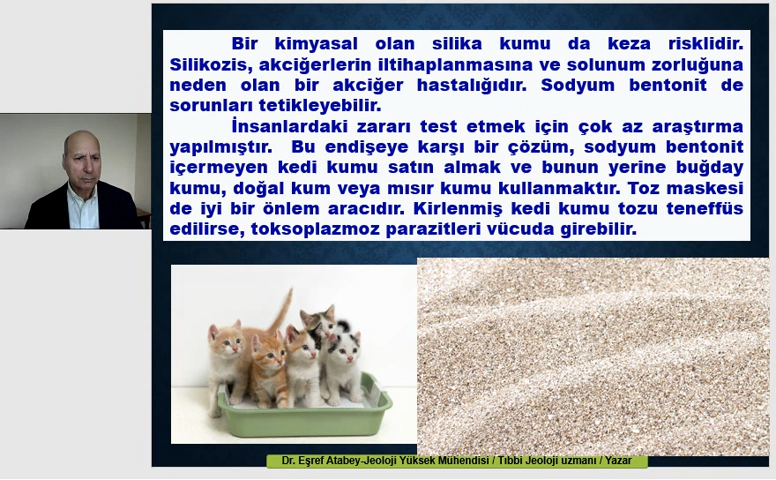 Bir kimyasal olan silika kumu da keza risklidir.
Silikozis, akciğerlerin iltihaplanmasına ve solunum zorluğuna
neden olan bir akciğer hastalığıdır. Sodyum bentonit de
sorunları tetikleyebilir.
İnsanlardaki zararı test etmek için çok az araştırma
yapılmıştır. Bu endişeye karşı bir çözüm, sodyum bentonit
içermeyen kedi kumu satın almak ve bunun yerine buğday
kumu, doğal kum veya mısır kumu kullanmaktır. Toz maskesi
de iyi bir önlem aracıdır. Kirlenmiş kedi kumu tozu teneffüs
edilirse, toksoplazmoz parazitleri vücuda girebilir.
Dr. Eşref Atabey-Jeoloji Yüksek Mühendisi / Tıbbi Jeoloji uzmanı / Yazar